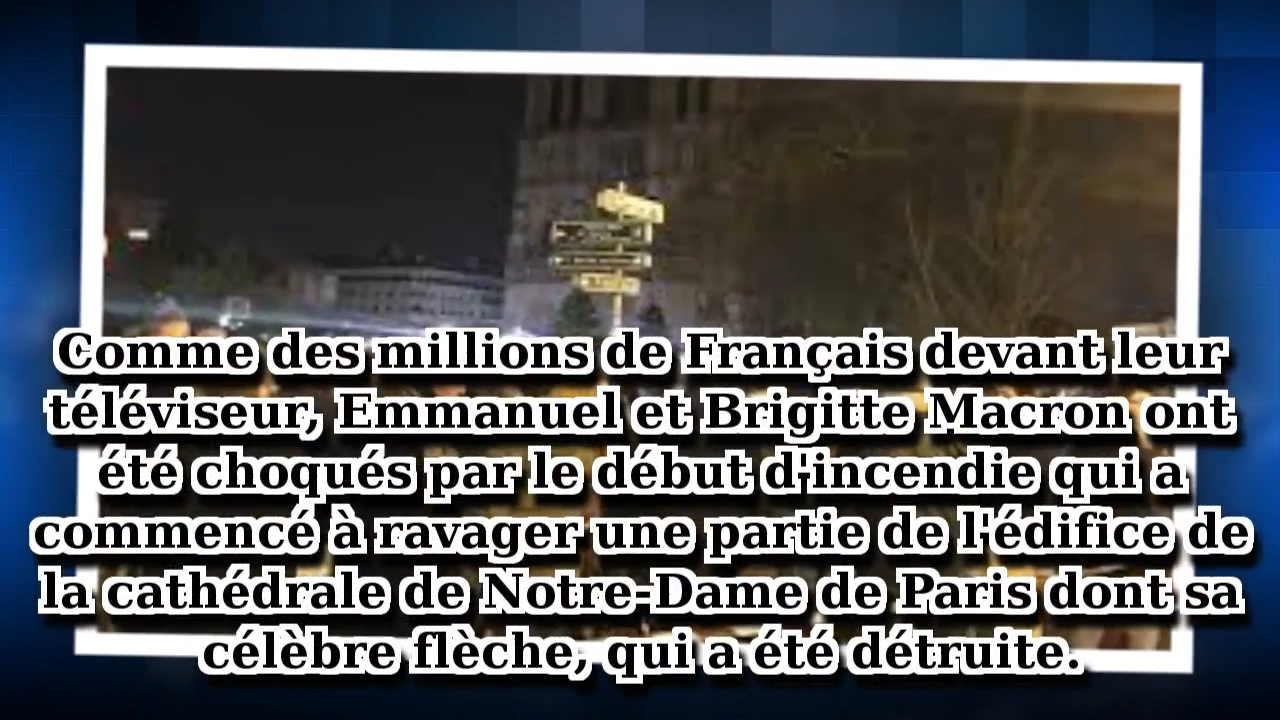 Comme des millions de Français devant leur
téléviseur, Emmanuel et Brigitte Macron ont
été choqués par le début d'incendie qui a
commencé à ravager une partie de l'édifice de
la cathédrale de Notre-Dame de Paris dont sa
célèbre flèche, qui a été détruite.